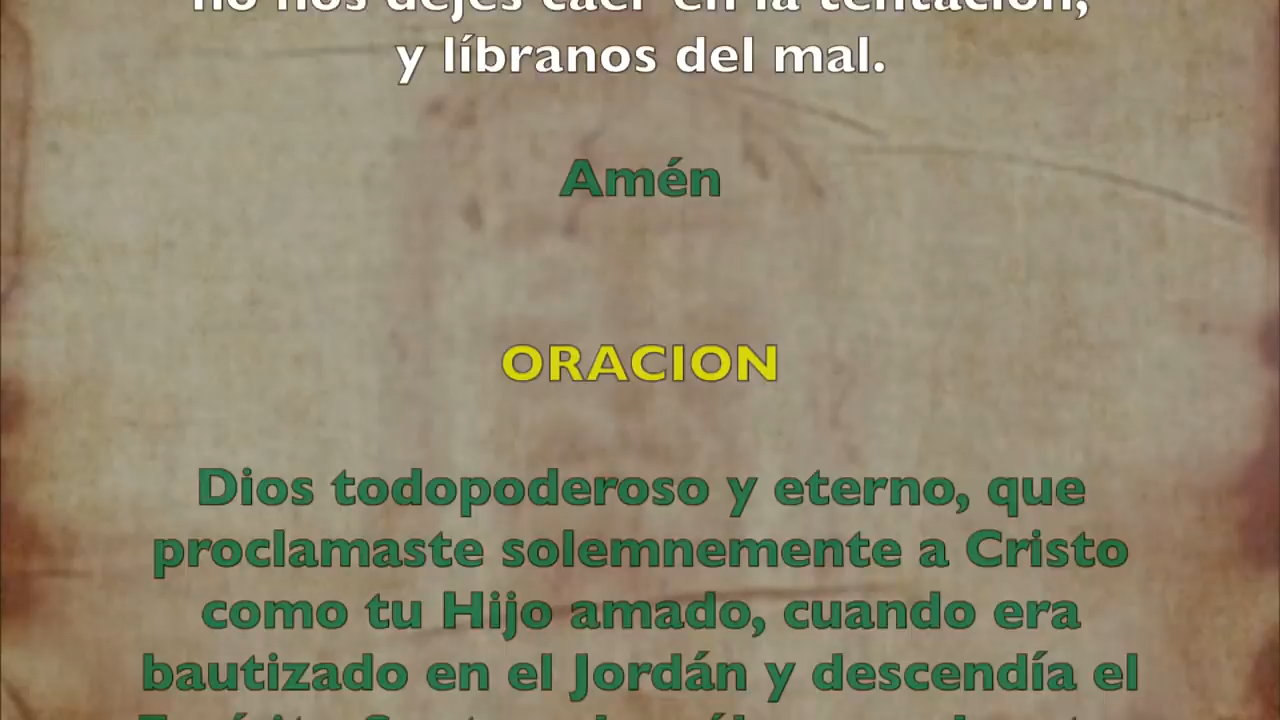 no nos dejes caer en la tentación,
y líbranos del mal.
Amén
ORACION
Dios todopoderoso y eterno, que
proclamaste solemnemente a Cristo
como tu Hijo amado, cuando era
bautizado en el Jordán y descendía el